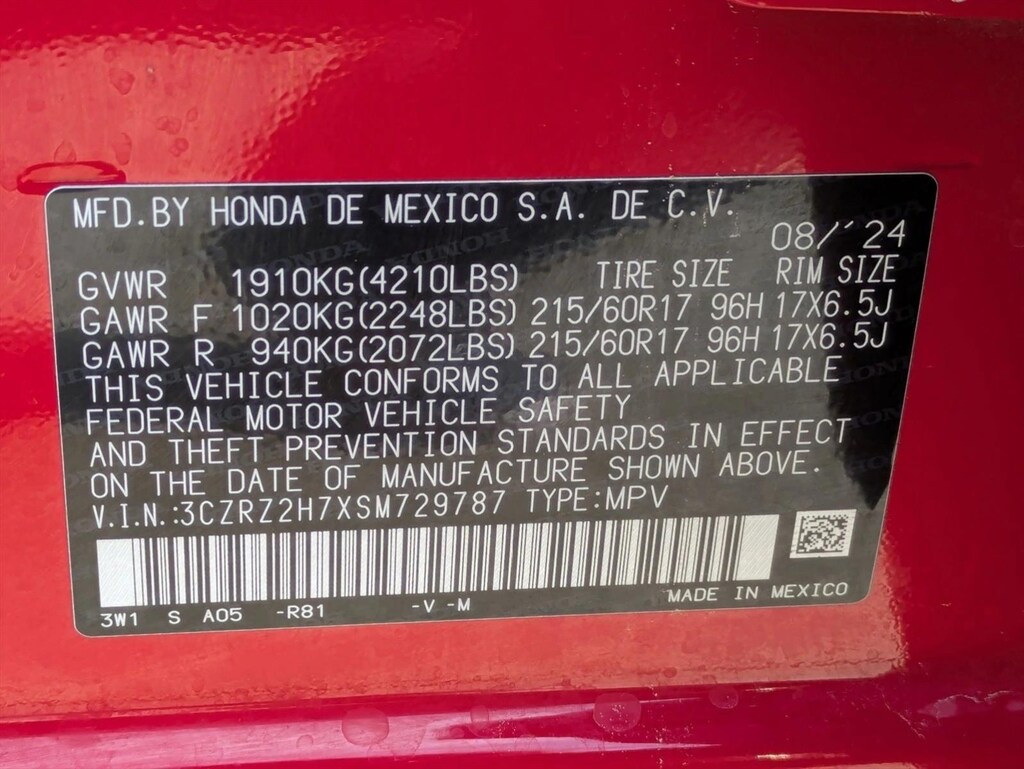 MFD. BY HONDA DE MEXICO S.A. DE C.V.
08/´24
GVWR 1910KG(4210LBS) TIRE SIZE RIM SIZE
GAWR F 1020KG(2248LBS) 215/60R17 96H 17X6.5J
GAWR R 940KG(2072LBS) 215/60R17 96H 17X6.5J
THIS VEHICLE CONFORMS TO ALL APPLICABLE
FEDERAL MOTOR VEHICLE SAFETY
AND THEFT PREVENTION STANDARDS IN EFFECT
ON THE DATE OF MANUFACTURE SHOWN ABOVE.
V.I.N.:3CZRZ2H7XSM729787 TYPE:MPV
MADE IN MEXICO
3W1 S A05 -R81 -V -M